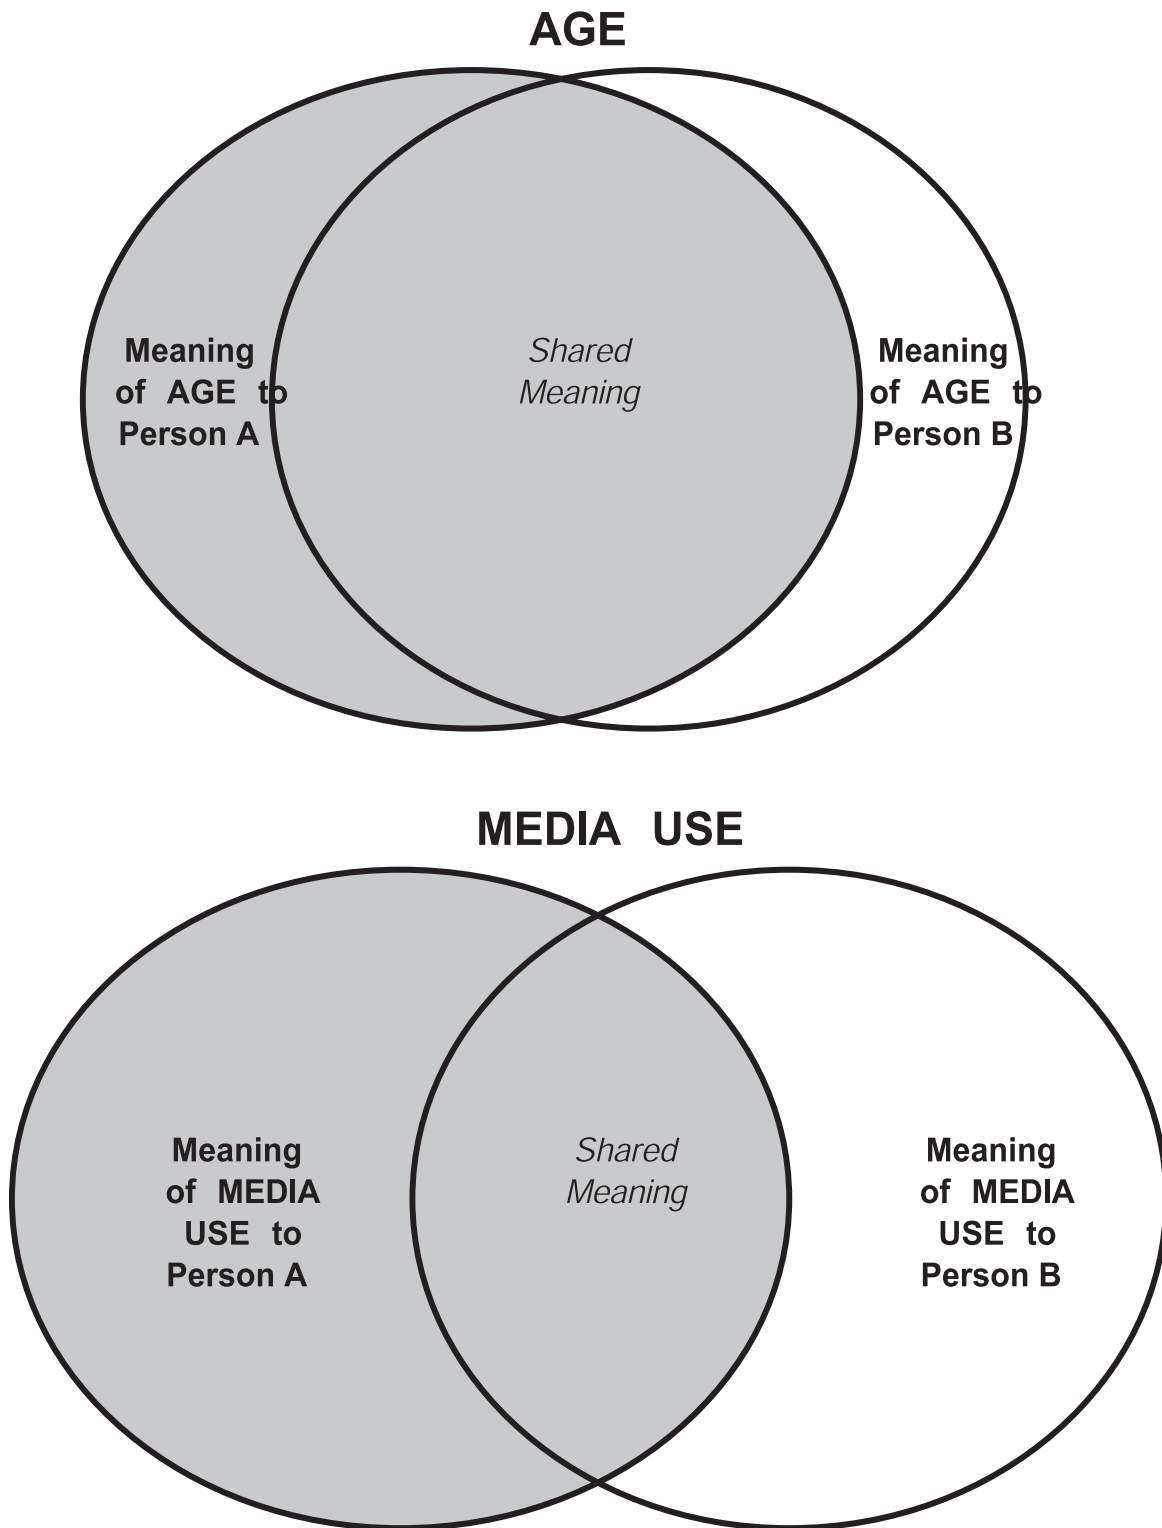 AGE
Meaning
of AGE to
Person A
Shared
Meaning
Meaning
of AGE to
Person B
MEDIA USE
Meaning
of MEDIA
USE to
Person A
Shared
Meaning
Meaning
of MEDIA
USE to
Person B